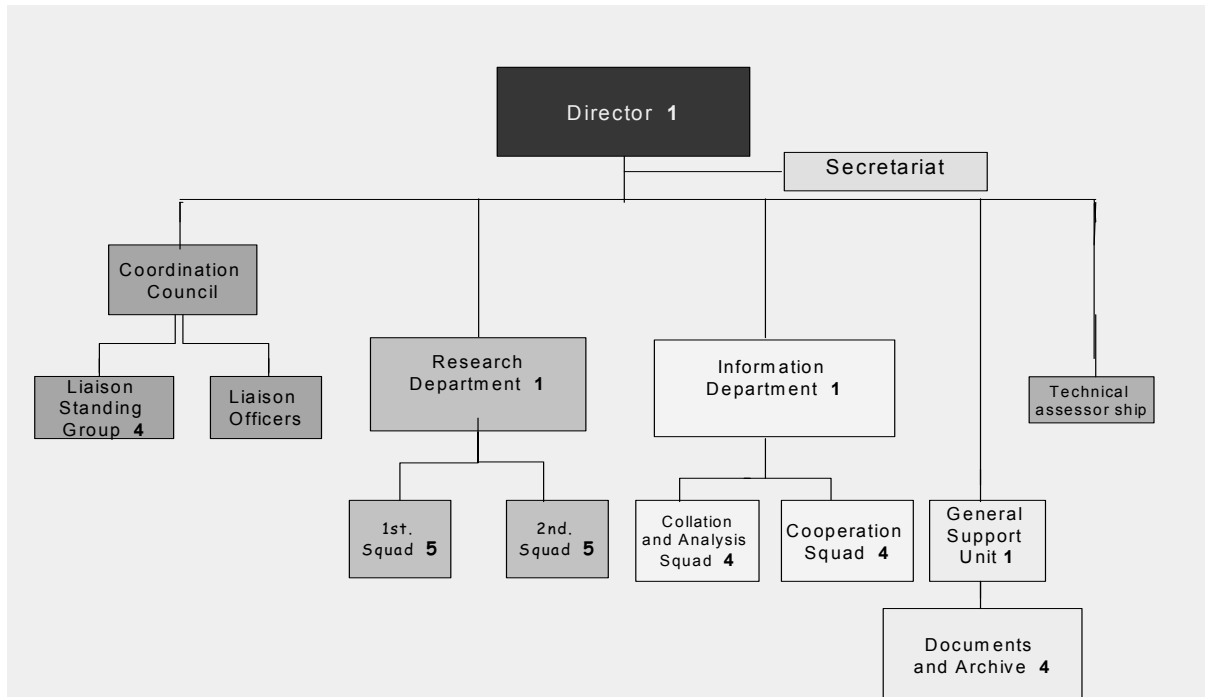 Director 1
Secretariat
Coordination
Council
Liaison
Standing
Group 4
Liaison
Officers
Research
Department 1
1st.
Squad 5
2nd.
Squad 5
Information
Department 1
Collation
and Analysis
Squad 4
Cooperation
Squad 4
General
Support
Unit 1
Documents
and Archive 4
Technical
assessor ship